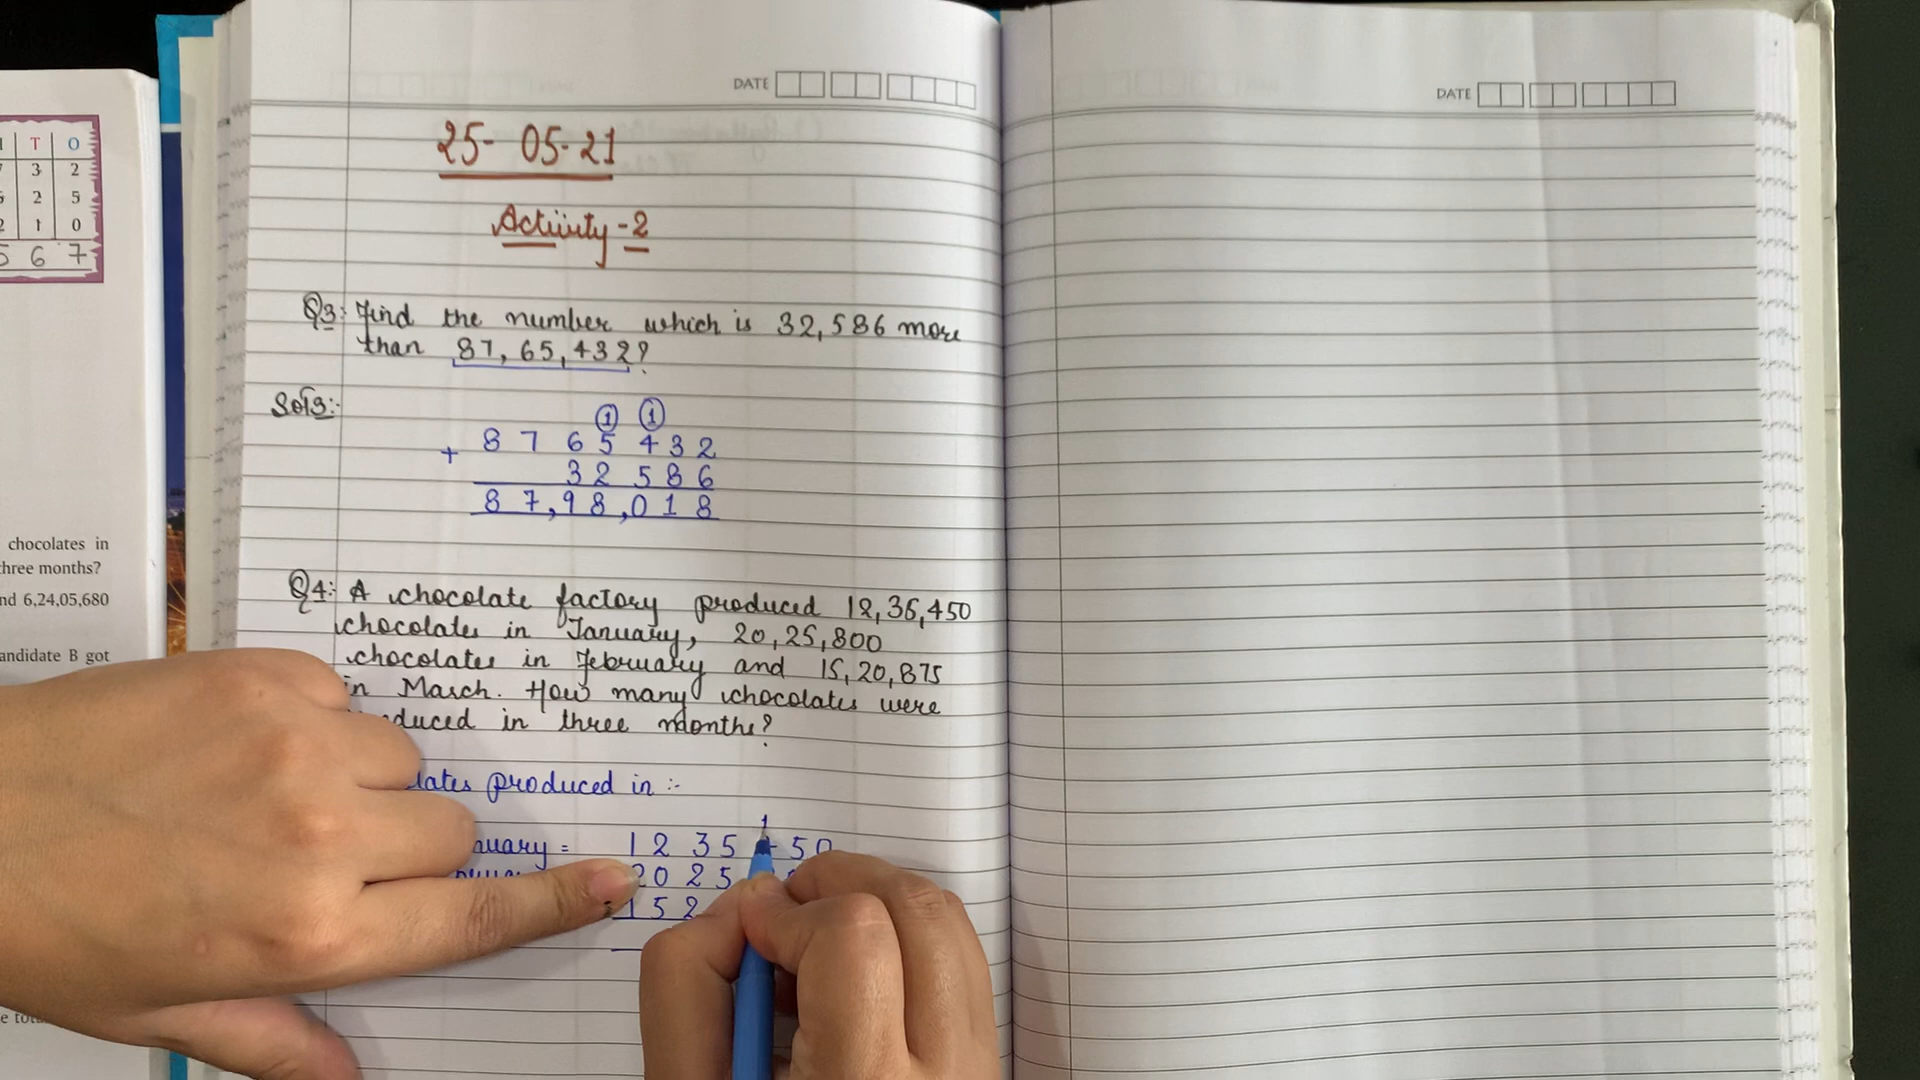 T O
3 2
2 5
2 1 0
5 6 7
chocolates in
three months?
nd 6,24,05,680
andidate B got
DATE
25-05-21
Activity-2
Q3: Find the number which is 32,586 more
than 87,65,432?
Sol3:-
1 1
8 7 6 5 4 3 2
+
3 2 5 8 6
8 7,9 8,0 1 8
Q4: A chocolate factory produced 12,35,450
chocolates in January, 20,25,800
chocolates in February and 15,20,875
in March. How many chocolates were
duced in three months?
lates produced in :-
1
nuary = 1 2 3 5 4 5 0
2 0 2 5
= 1 5 2
DATE